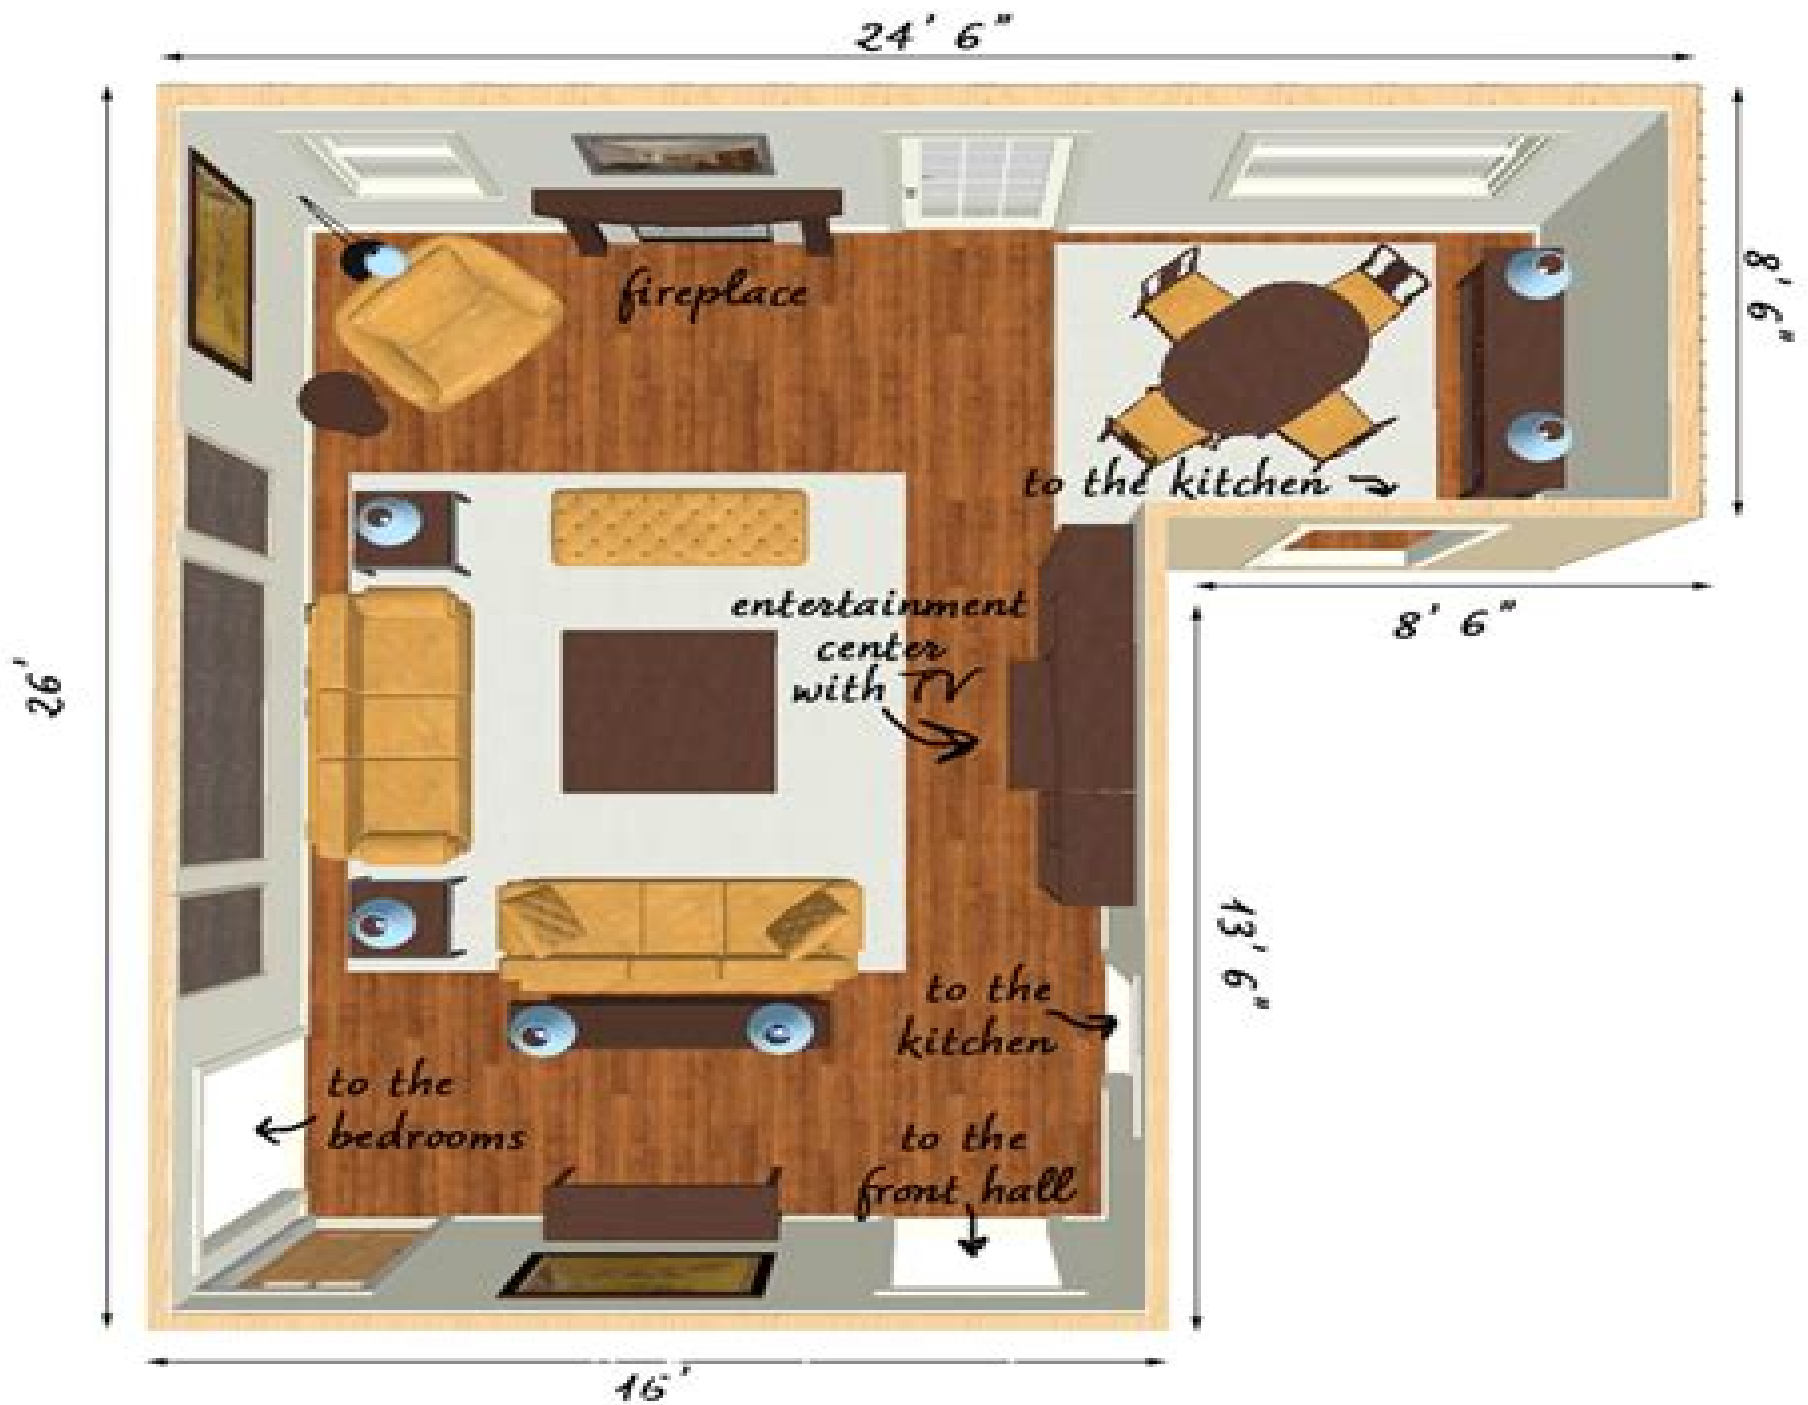 24' 6"
fireplace
8' 6"
to the kitchen
entertainment
center
with TV
8' 6"
26'
13' 6"
to the
kitchen
to the
bedrooms
to the
front hall
16'